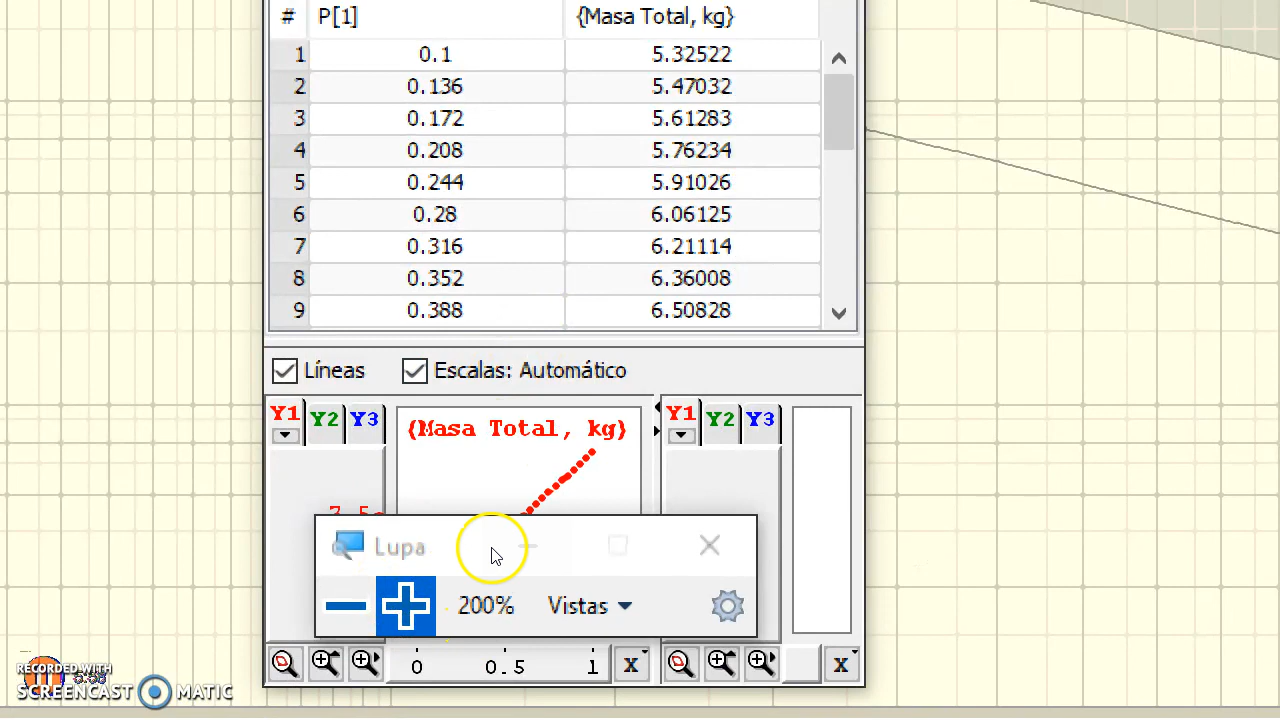 # P[1] {Masa Total, kg}
1 0.1 5.32522
2 0.136 5.47032
3 0.172 5.61283
4 0.208 5.76234
5 0.244 5.91026
6 0.28 6.06125
7 0.316 6.21114
8 0.352 6.36008
9 0.388 6.50828
Líneas Escalas: Automático
Y1 Y2 Y3 {Masa Total, kg} Y1 Y2 Y3
Lupa
200% Vistas
0 0.5 1 X X
RECORDED WITH
SCREENCAST MATIC